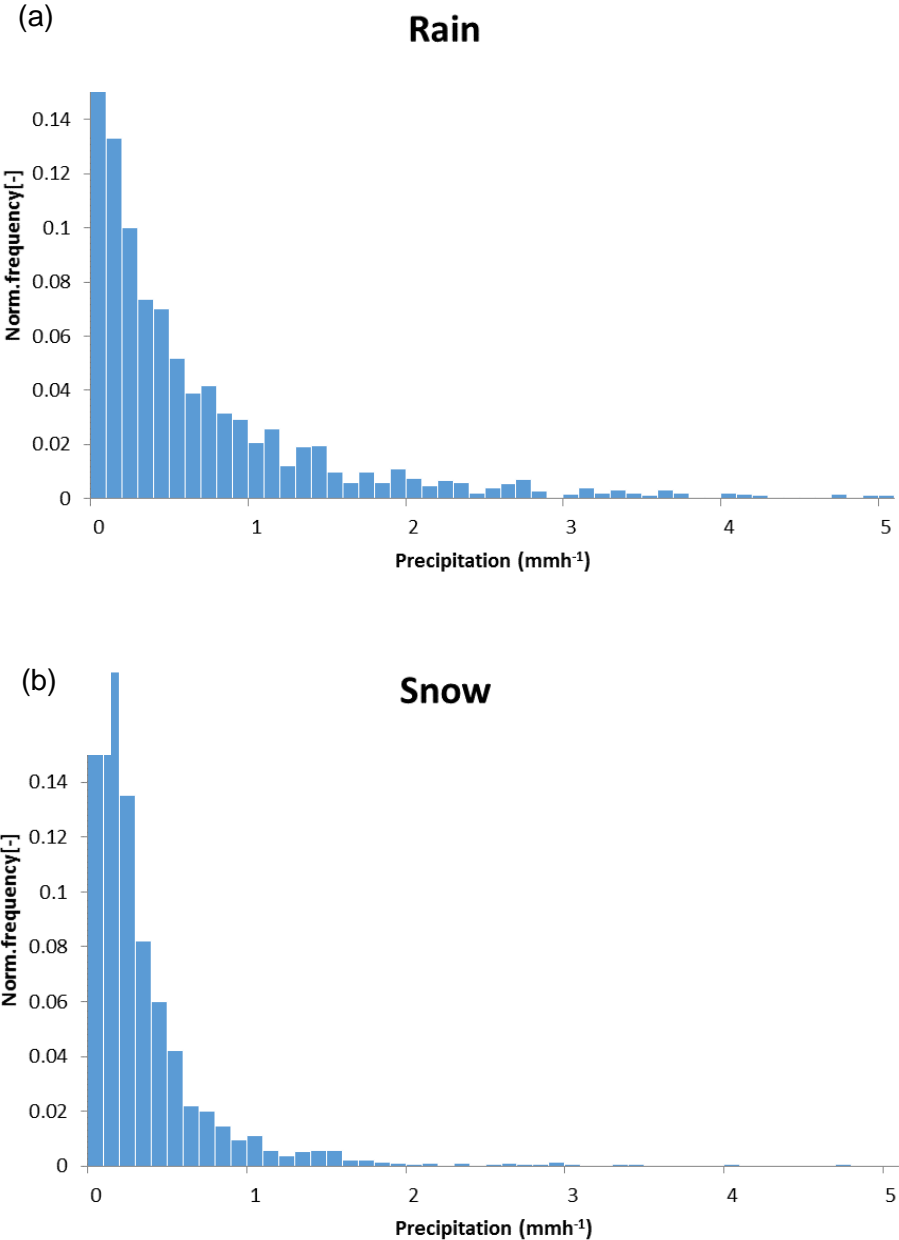 (a)
Rain
Norm.frequency[-]
0.14
0.12
0.1
0.08
0.06
0.04
0.02
0
0 1 2 3 4 5
Precipitation (mmh-1)
(b)
Snow
Norm.frequency[-]
0.14
0.12
0.1
0.08
0.06
0.04
0.02
0
0 1 2 3 4 5
Precipitation (mmh-1)